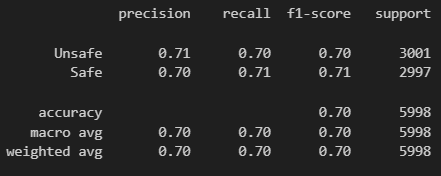 precision recall f1-score support
Unsafe 0.71 0.70 0.70 3001
Safe 0.70 0.71 0.71 2997
accuracy 0.70 5998
macro avg 0.70 0.70 0.70 5998
weighted avg 0.70 0.70 0.70 5998